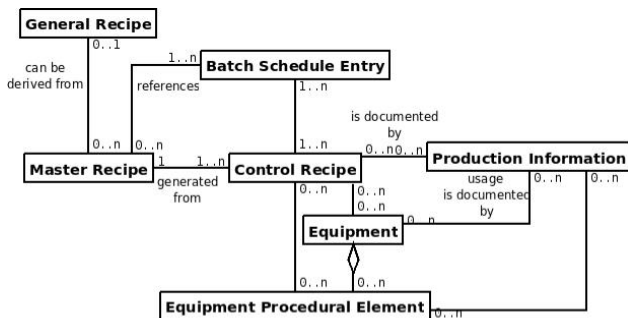 General Recipe
0..1
can be
derived from
1..n
Batch Schedule Entry
references
1..n
is documented
by
0..n
0..n
1..n
0..n
0..n
Master Recipe
1
1..n
Control Recipe
Production Information
generated
from
0..n
0..n
0..n
usage
is documented
by
0..n
0..n
0..n
Equipment
0..n
0..n
Equipment Procedural Element
0..n